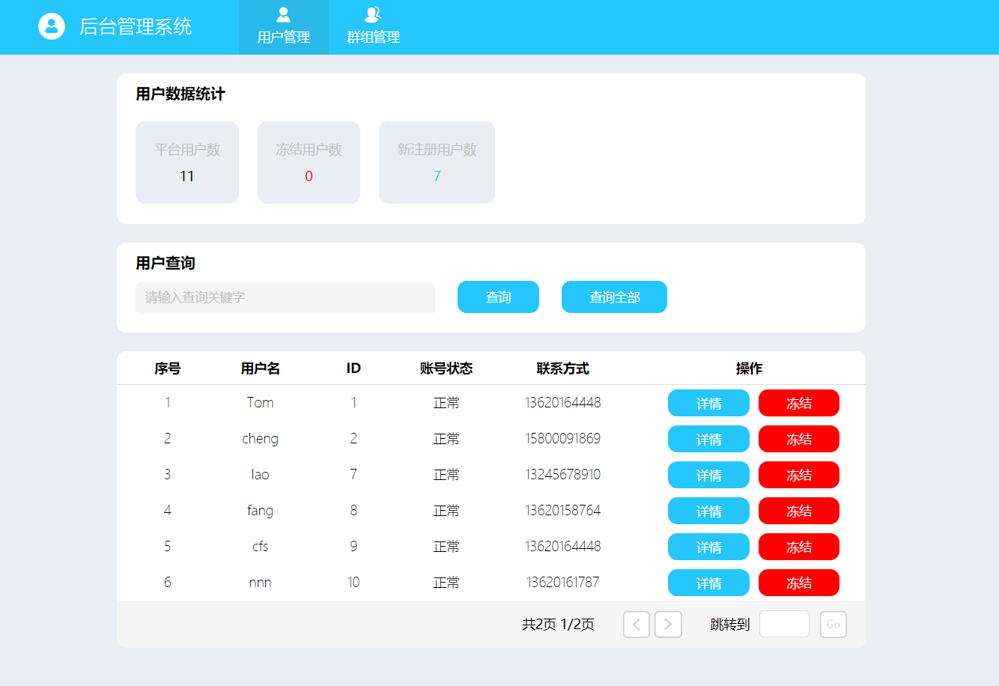 后台管理系统
用户管理
群组管理
用户数据统计
平台用户数
11
冻结用户数
0
新注册用户数
7
用户查询
请输入查询关键字 查询 查询全部
序号 用户名 ID 账号状态 联系方式 操作
1 Tom 1 正常 13620164448 详情 冻结
2 cheng 2 正常 15800091869 详情 冻结
3 lao 7 正常 13245678910 详情 冻结
4 fang 8 正常 13620158764 详情 冻结
5 cfs 9 正常 13620164448 详情 冻结
6 nnn 10 正常 13620161787 详情 冻结
共2页 1/2页 < > 跳转到 Go